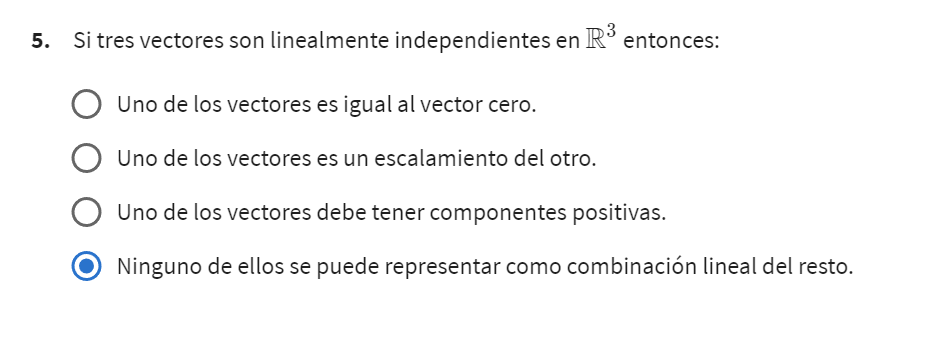 5. Si tres vectores son linealmente independientes en ℝ³ entonces:
Uno de los vectores es igual al vector cero.
Uno de los vectores es un escalamiento del otro.
Uno de los vectores debe tener componentes positivas.
Ninguno de ellos se puede representar como combinación lineal del resto.